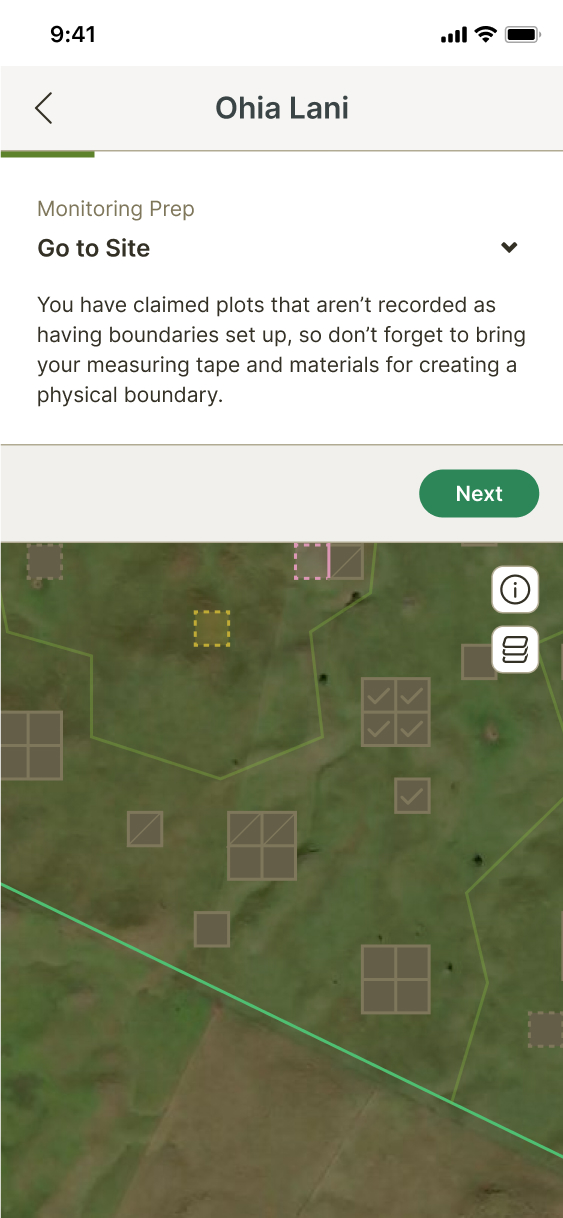 9:41
Ohia Lani
Monitoring Prep
Go to Site
You have claimed plots that aren’t recorded as
having boundaries set up, so don’t forget to bring
your measuring tape and materials for creating a
physical boundary.
Next